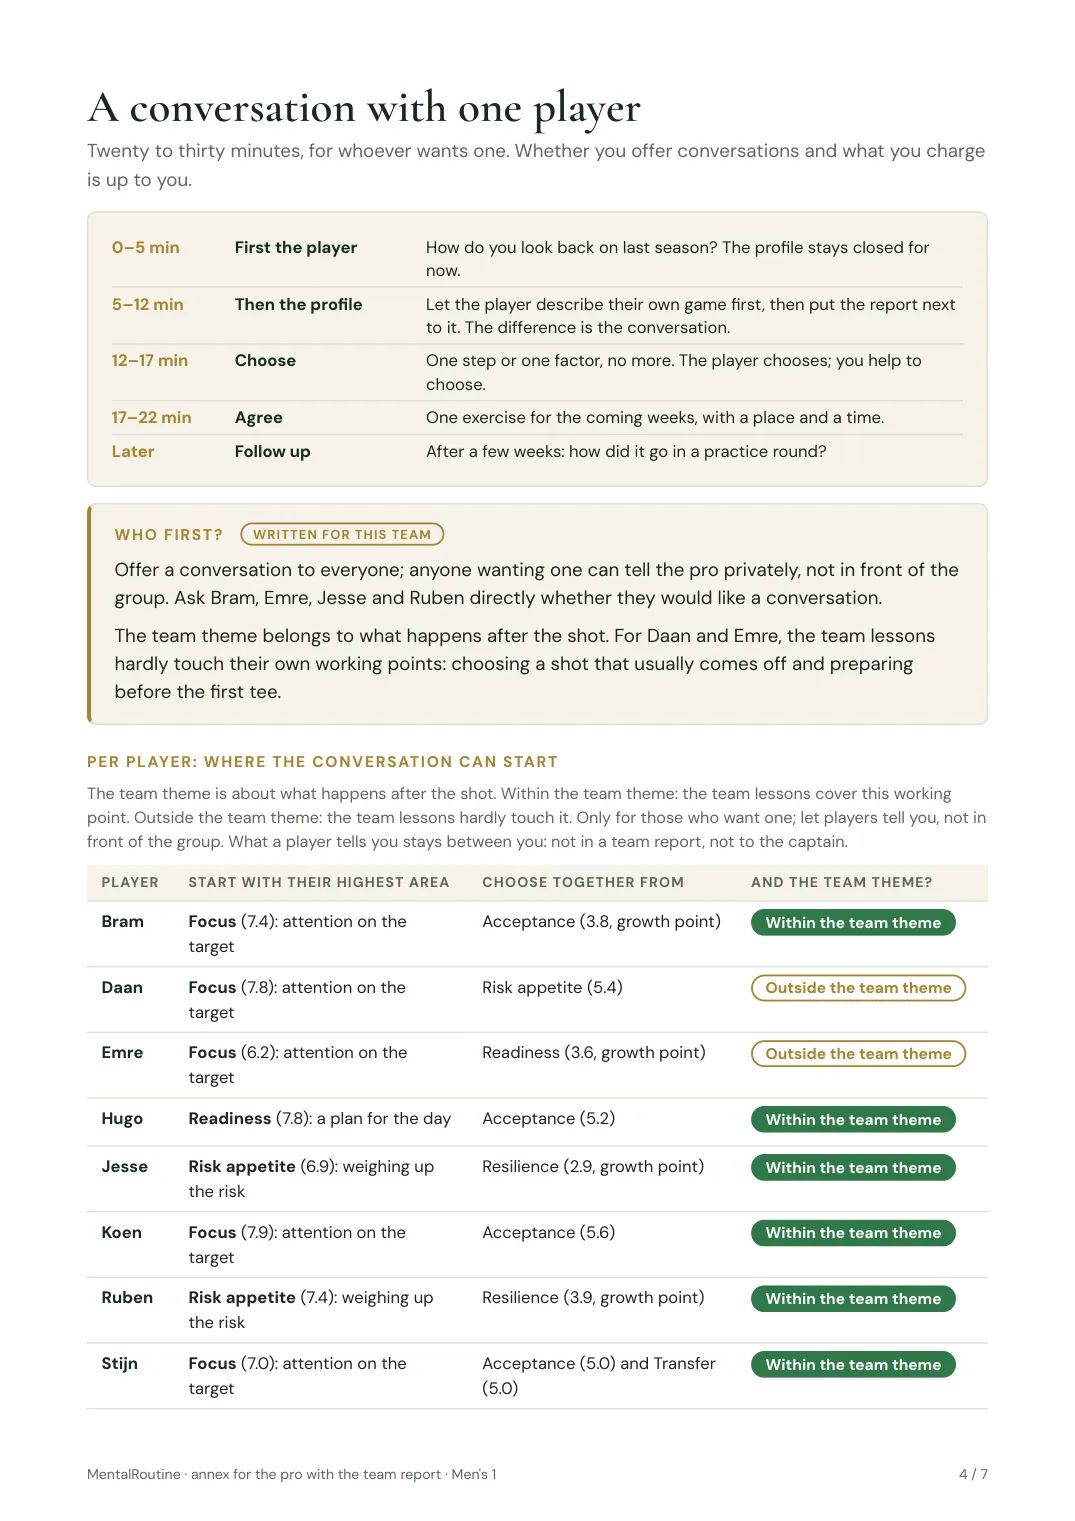 A conversation with one player
Twenty to thirty minutes, for whoever wants one. Whether you offer conversations and what you charge
is up to you.
0–5 min First the player How do you look back on last season? The profile stays closed for
now.
5–12 min Then the profile Let the player describe their own game first, then put the report next
to it. The difference is the conversation.
12–17 min Choose One step or one factor, no more. The player chooses; you help to
choose.
17–22 min Agree One exercise for the coming weeks, with a place and a time.
Later Follow up After a few weeks: how did it go in a practice round?
WHO FIRST? WRITTEN FOR THIS TEAM
Offer a conversation to everyone; anyone wanting one can tell the pro privately, not in front of the
group. Ask Bram, Emre, Jesse and Ruben directly whether they would like a conversation.
The team theme belongs to what happens after the shot. For Daan and Emre, the team lessons
hardly touch their own working points: choosing a shot that usually comes off and preparing
before the first tee.
PER PLAYER: WHERE THE CONVERSATION CAN START
The team theme is about what happens after the shot. Within the team theme: the team lessons cover this working
point. Outside the team theme: the team lessons hardly touch it. Only for those who want one; let players tell you, not in
front of the group. What a player tells you stays between you: not in a team report, not to the captain.
PLAYER START WITH THEIR HIGHEST AREA CHOOSE TOGETHER FROM AND THE TEAM THEME?
Bram Focus (7.4): attention on the Acceptance (3.8, growth point) Within the team theme
target
Daan Focus (7.8): attention on the Risk appetite (5.4) Outside the team theme
target
Emre Focus (6.2): attention on the Readiness (3.6, growth point) Outside the team theme
target
Hugo Readiness (7.8): a plan for the day Acceptance (5.2) Within the team theme
Jesse Risk appetite (6.9): weighing up Resilience (2.9, growth point) Within the team theme
the risk
Koen Focus (7.9): attention on the Acceptance (5.6) Within the team theme
target
Ruben Risk appetite (7.4): weighing up Resilience (3.9, growth point) Within the team theme
the risk
Stijn Focus (7.0): attention on the Acceptance (5.0) and Transfer Within the team theme
target (5.0)
MentalRoutine · annex for the pro with the team report · Men's 1 4 / 7